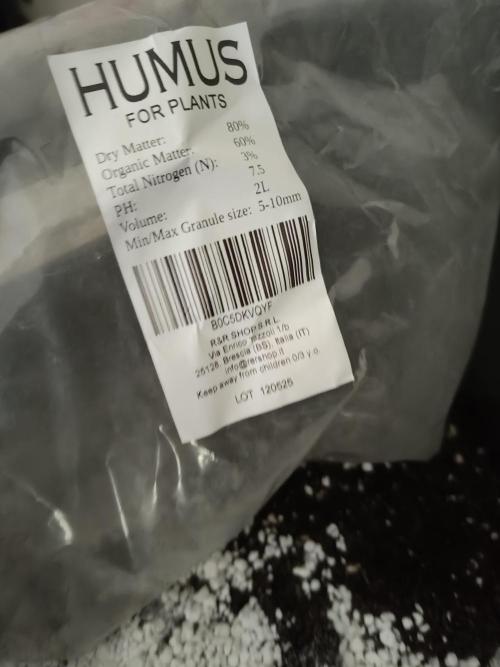 HUMUS
FOR PLANTS
Dry Matter: 80%
Organic Matter: 60%
Total Nitrogen (N): 3%
PH: 7.5
Volume: 2L
Min/Max Granule size: 5-10mm
B0C5DKVQYF
R&R SHOP S.R.L.
Via Enrico 1/b
25128, Brescia (BS), Italia (IT)
info@rershop.it
Keep away from children 0/3 y.o.
LOT 120525